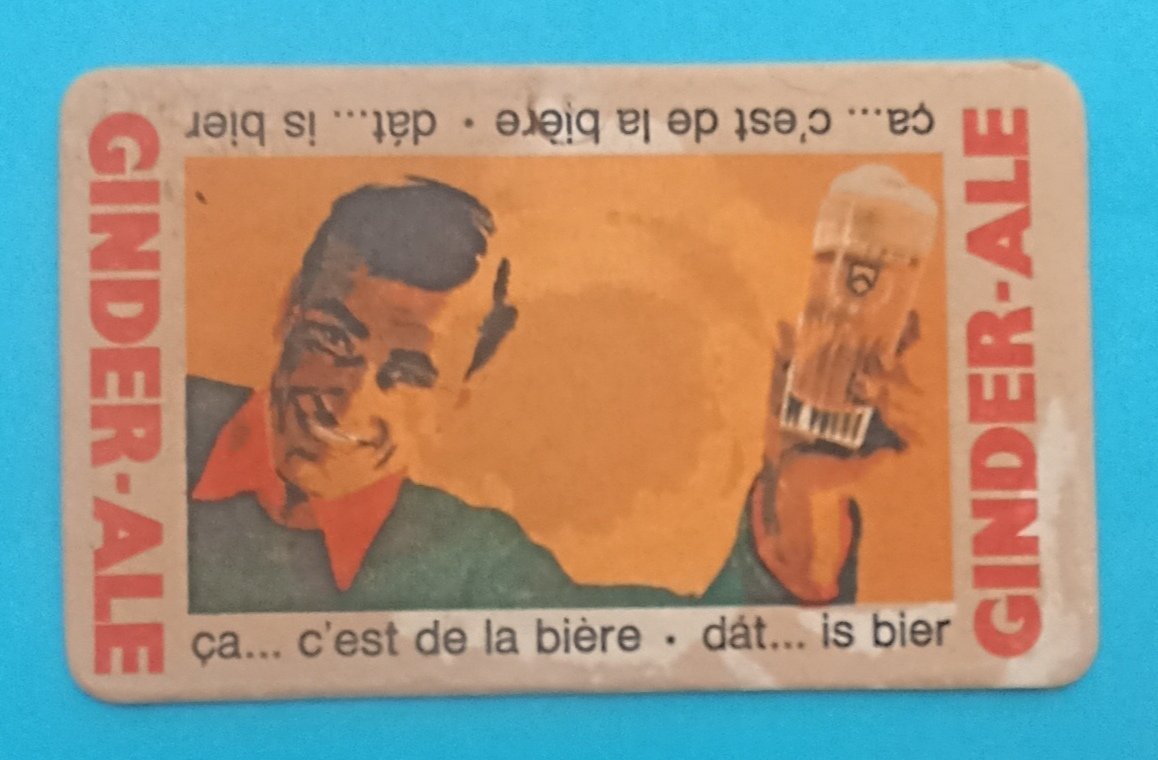 ça... c'est de la bière • dát... is bier
GINDER-ALE
GINDER-ALE
ça... c'est de la bière • dát... is bier